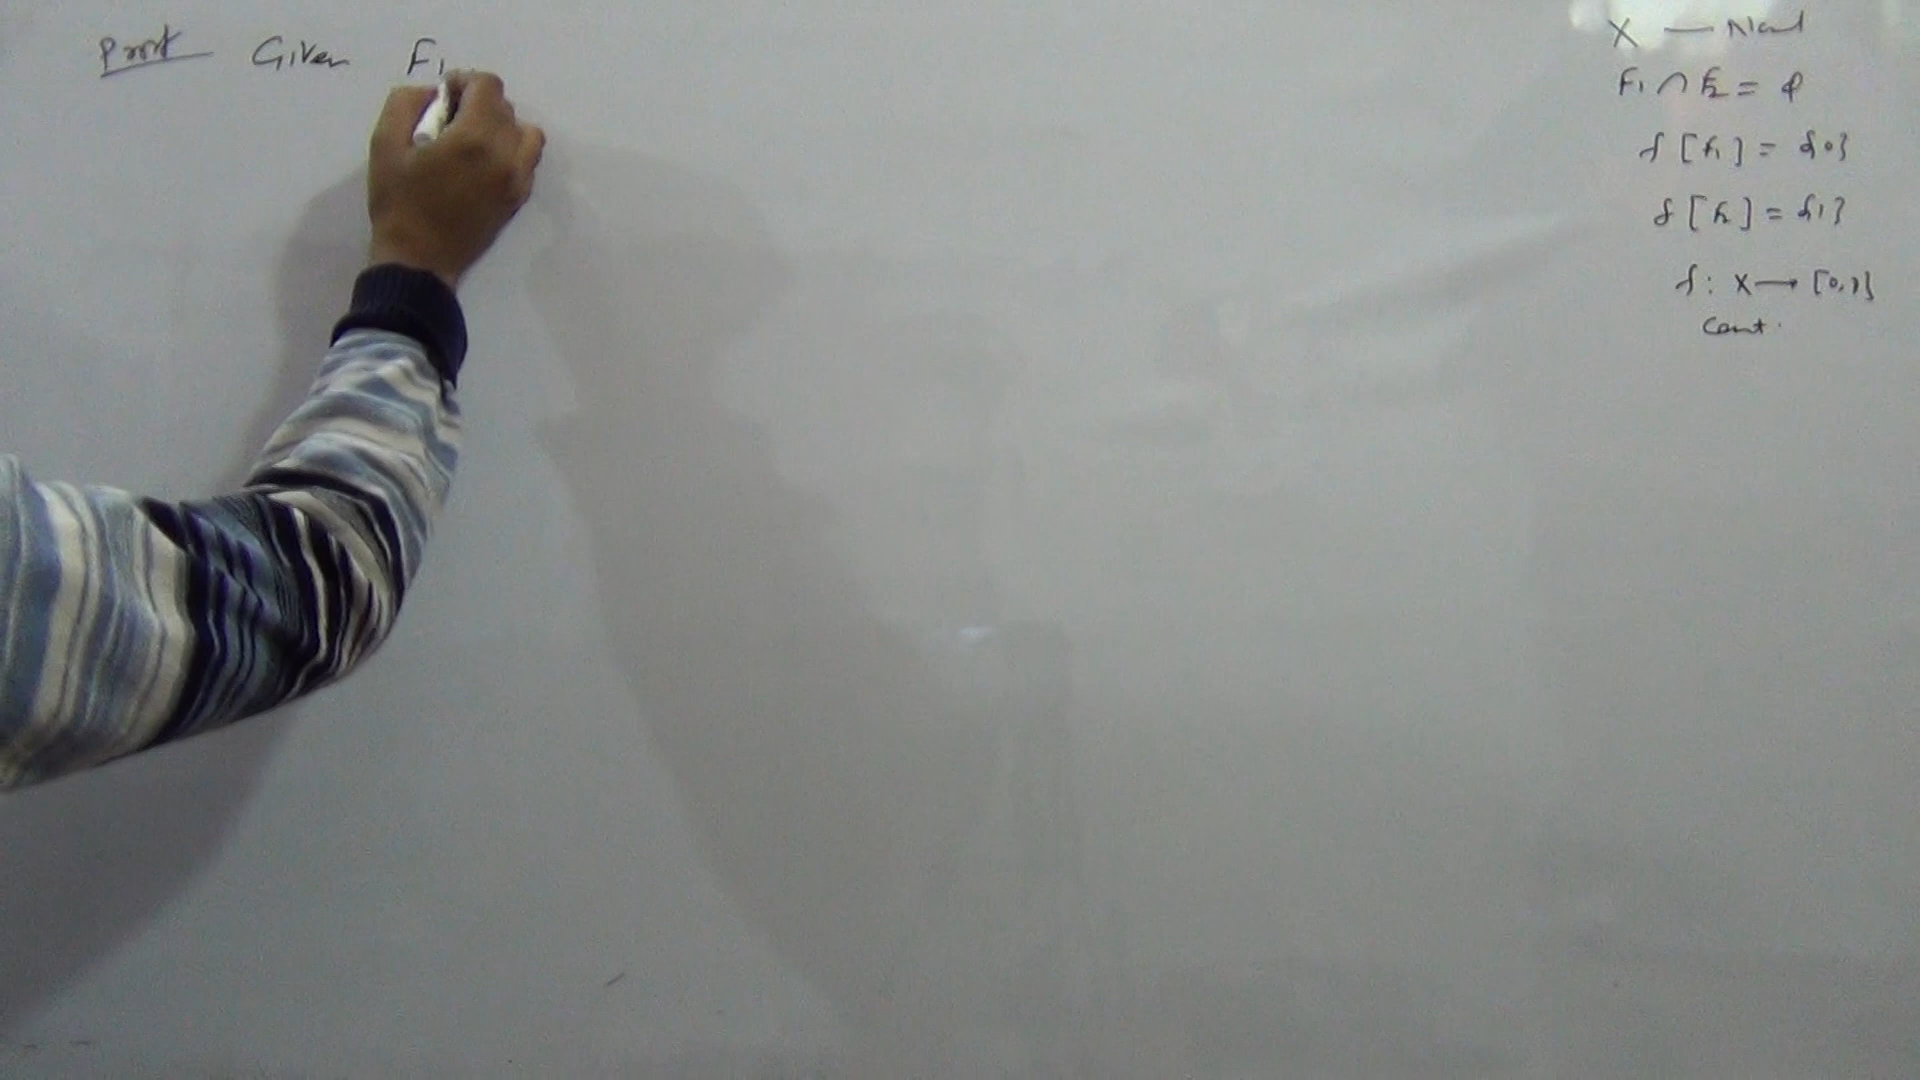 Proof Given F₁
X — Normal
F₁ ∩ F₂ = φ
f [F₁] = {0}
f [F₂] = {1}
f : X → [0,1]
Cont.